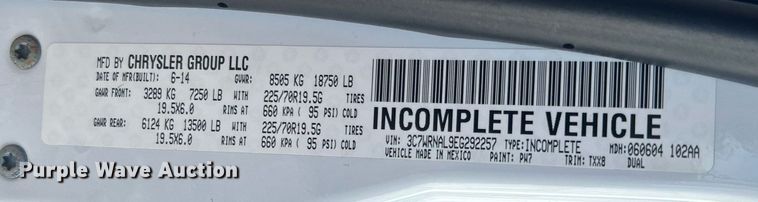 MFD BY CHRYSLER GROUP LLC
DATE OF MFR(BUILT): 6-14 GVWR: 8505 KG 18750 LB
GAWR FRONT: 3289 KG 7250 LB WITH 225/70R19.5G TIRES
19.5X6.0 RIMS AT 660 KPA ( 95 PSI) COLD
GAWR REAR: 6124 KG 13500 LB WITH 225/70R19.5G TIRES
19.5X6.0 RIMS AT 660 KPA ( 95 PSI) COLD
INCOMPLETE VEHICLE
3C7WRNAL9EG292257 TYPE:INCOMPLETE MDH:060604 102AA
VEHICLE MADE IN MEXICO PAINT: PW7 TRIM: TXX8 DUAL
Purple Wave Auction